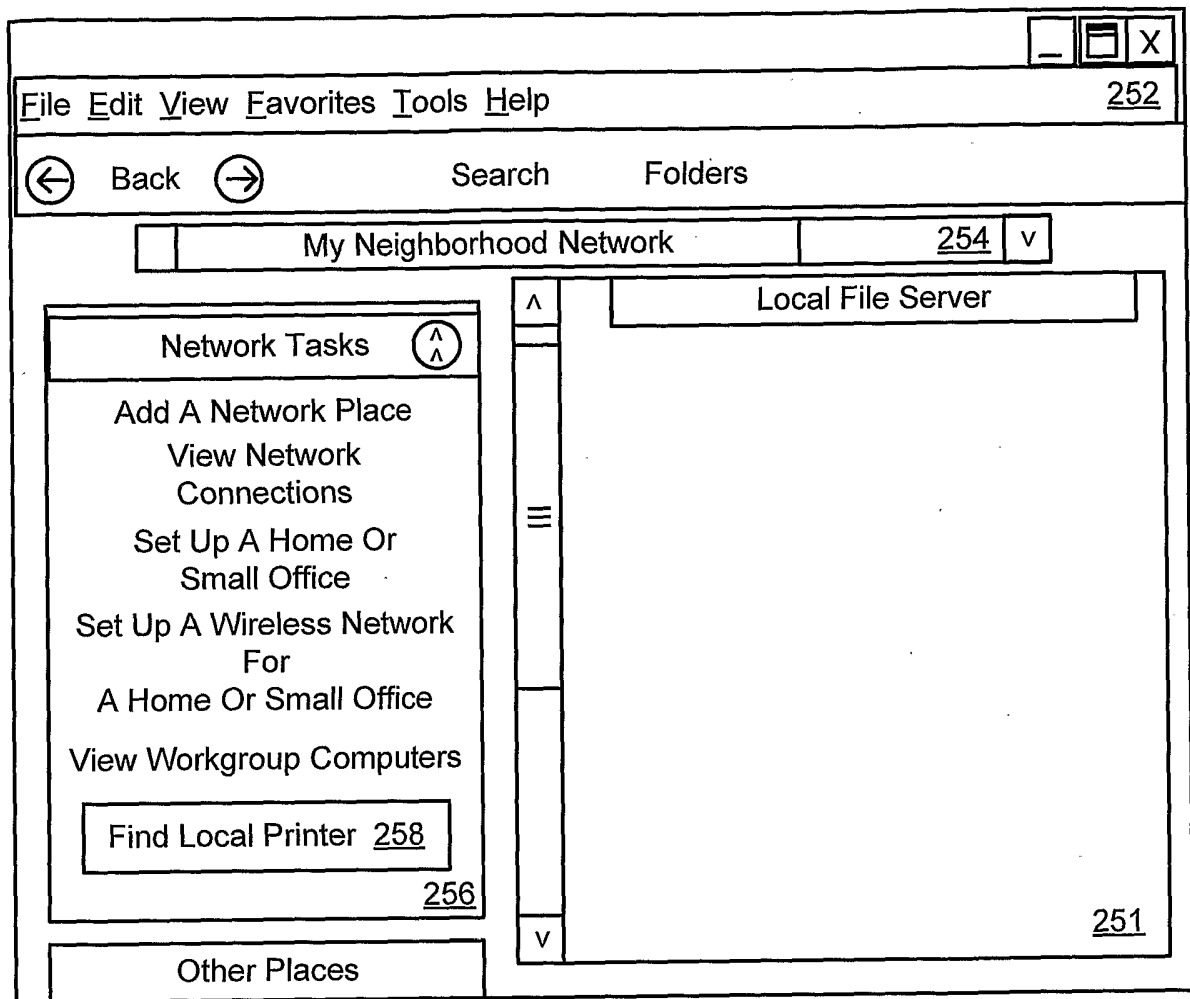 _ X
File Edit View Favorites Tools Help 252
Back Search Folders
My Neighborhood Network 254 v
Local File Server
Network Tasks
Add A Network Place
View Network
Connections
Set Up A Home Or
Small Office
Set Up A Wireless Network
For
A Home Or Small Office
View Workgroup Computers
Find Local Printer 258
256
251
v
Other Places